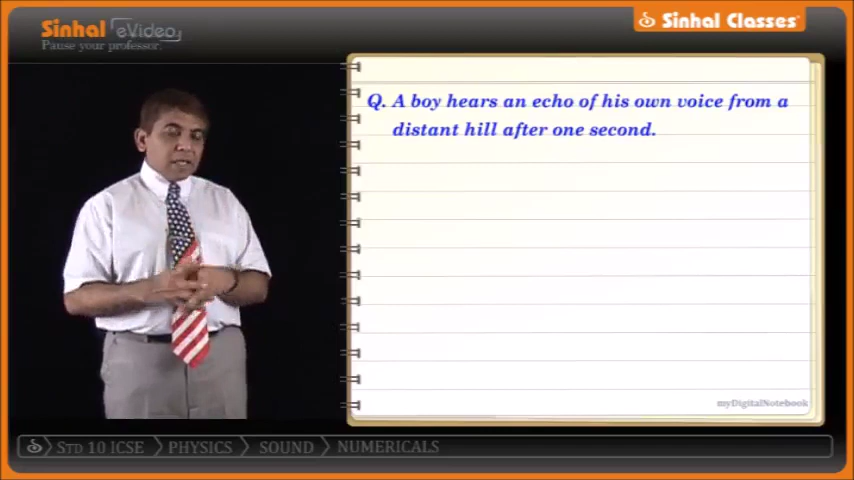 Sinhal eVideo
Pause your professor.
Sinhal Classes
Q. A boy hears an echo of his own voice from a
distant hill after one second.
myDigitalNotebook
STD 10 ICSE PHYSICS SOUND NUMERICALS